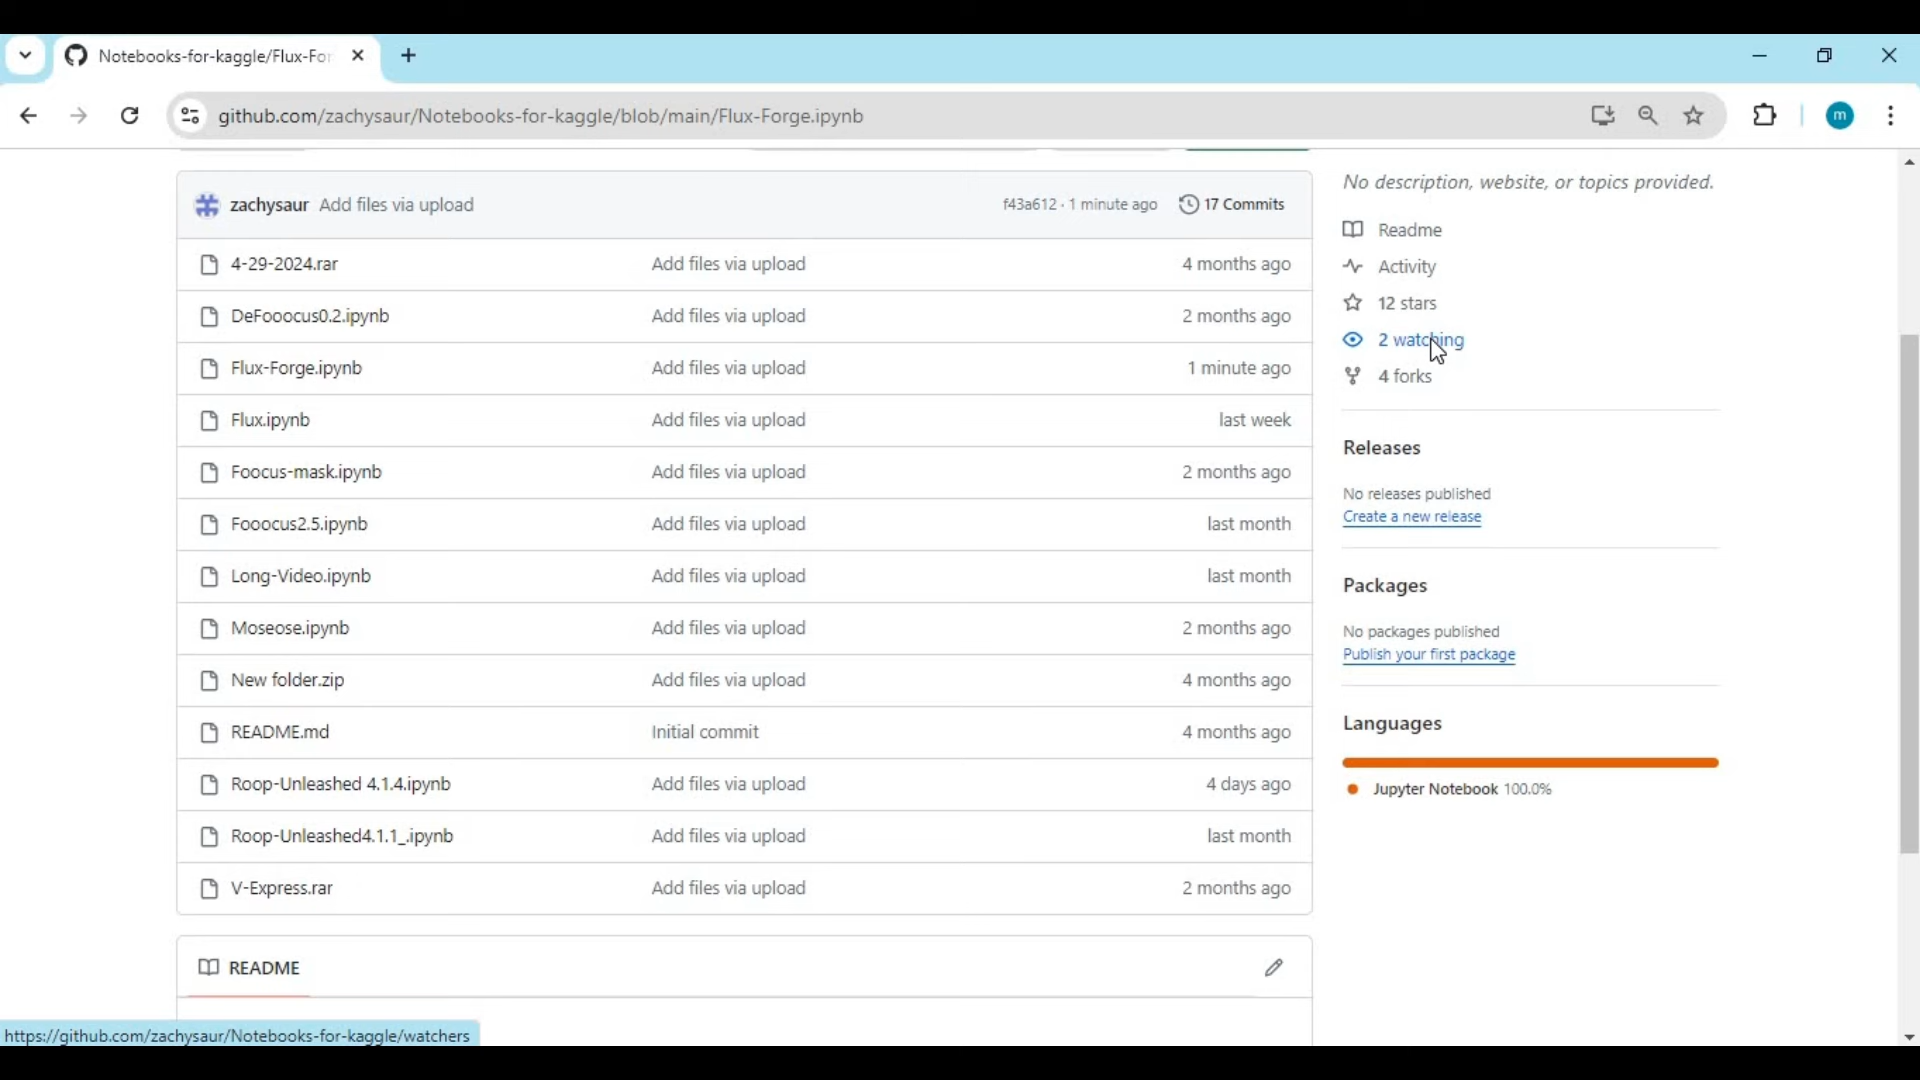 Notebooks-for-kaggle/Flux-For
github.com/zachysaur/Notebooks-for-kaggle/blob/main/Flux-Forge.ipynb
m
zachysaur Add files via upload f43a612 · 1 minute ago 17 Commits
4-29-2024.rar Add files via upload 4 months ago
DeFooocus0.2.ipynb Add files via upload 2 months ago
Flux-Forge.ipynb Add files via upload 1 minute ago
Flux.ipynb Add files via upload last week
Foocus-mask.ipynb Add files via upload 2 months ago
Fooocus2.5.ipynb Add files via upload last month
Long-Video.ipynb Add files via upload last month
Moseose.ipynb Add files via upload 2 months ago
New folder.zip Add files via upload 4 months ago
README.md Initial commit 4 months ago
Roop-Unleashed 4.1.4.ipynb Add files via upload 4 days ago
Roop-Unleashed4.1.1_.ipynb Add files via upload last month
V-Express.rar Add files via upload 2 months ago
README
No description, website, or topics provided.
Readme
Activity
12 stars
2 watching
4 forks
Releases
No releases published
Create a new release
Packages
No packages published
Publish your first package
Languages
Jupyter Notebook 100.0%
https://github.com/zachysaur/Notebooks-for-kaggle/watchers